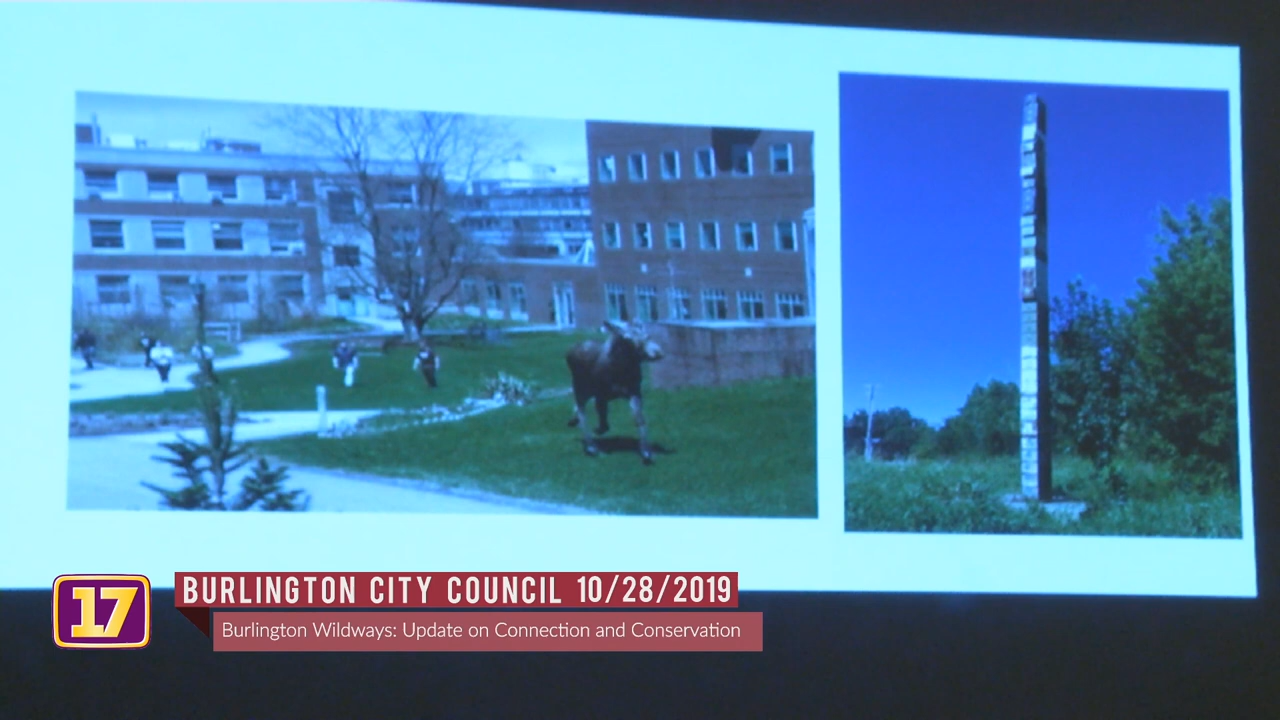 17
BURLINGTON CITY COUNCIL 10/28/2019
Burlington Wildways: Update on Connection and Conservation